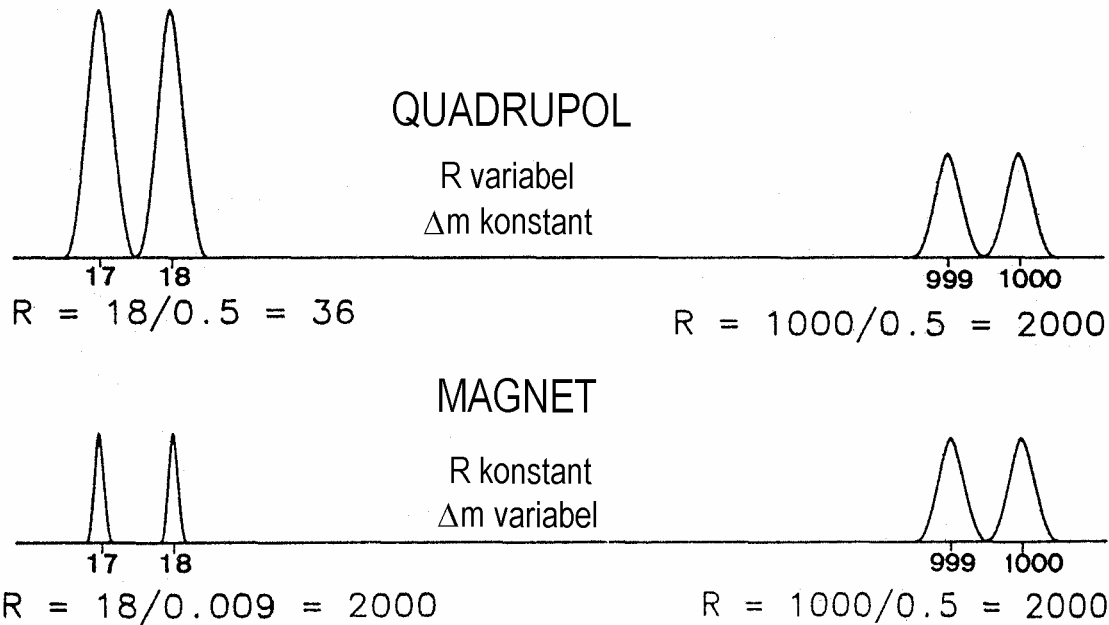 QUADRUPOL
R variabel
Δm konstant
17 18 999 1000
R = 18/0.5 = 36 R = 1000/0.5 = 2000
MAGNET
R konstant
Δm variabel
17 18 999 1000
R = 18/0.009 = 2000 R = 1000/0.5 = 2000